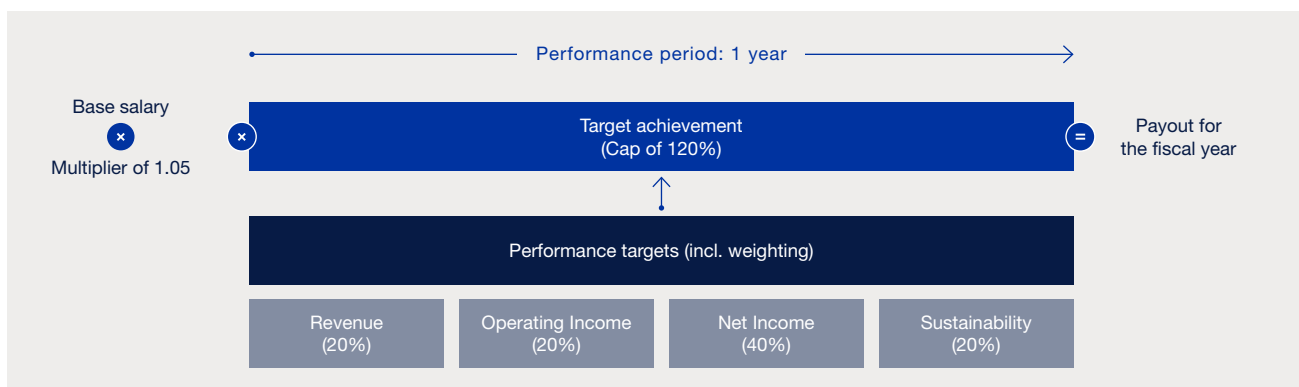 Performance period: 1 year
Base salary
×
Multiplier of 1.05
×
Target achievement
(Cap of 120%)
=
Payout for
the fiscal year
Performance targets (incl. weighting)
Revenue
(20%)
Operating Income
(20%)
Net Income
(40%)
Sustainability
(20%)